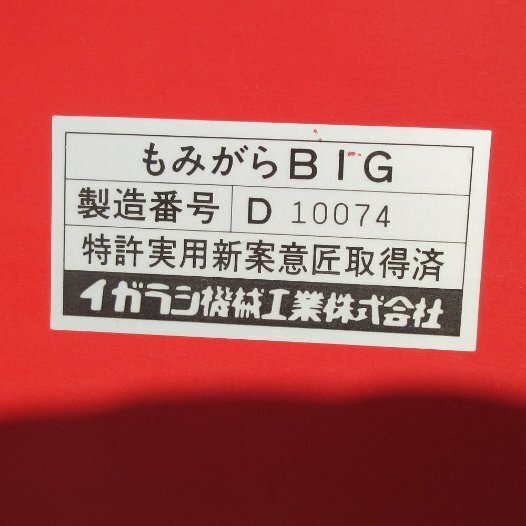 もみがらBIG
製造番号 D 10074
特許実用新案意匠取得済
イガラシ機械工業株式会社